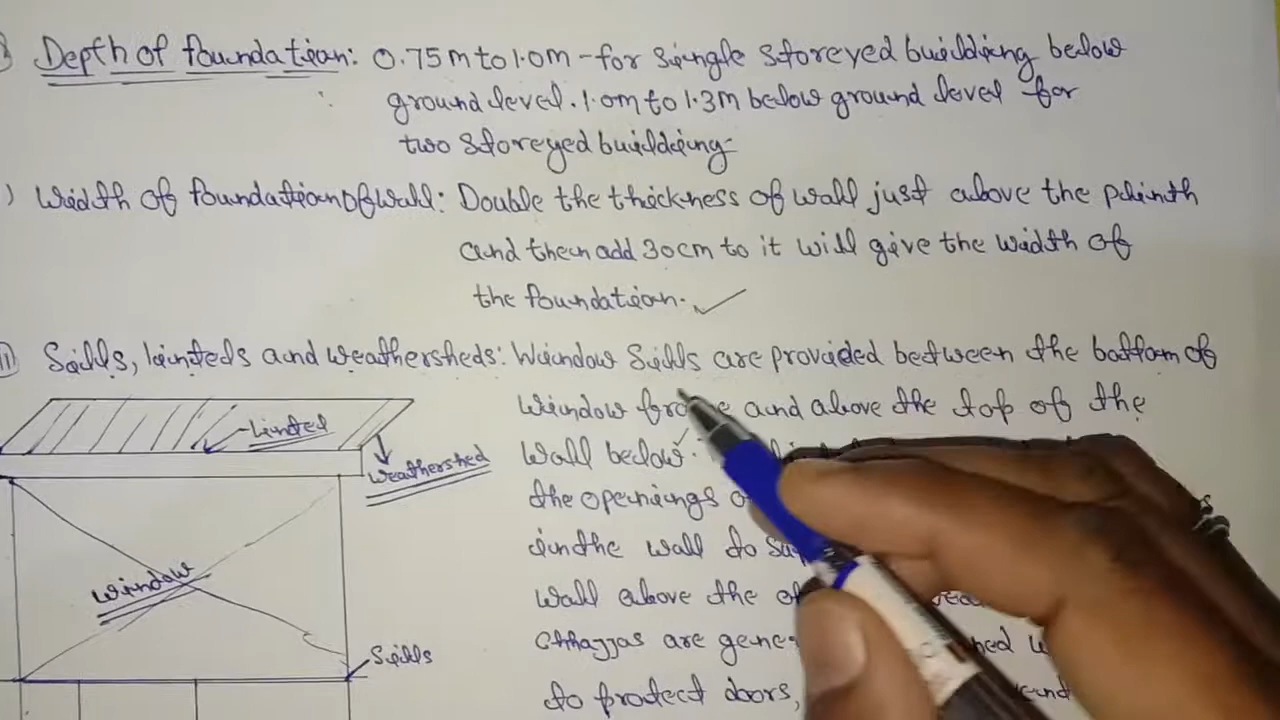 Depth of foundation: 0.75m to 1.0m - for single storeyed building below
ground level. 1.0m to 1.3m below ground level for
two storeyed building
) Width of foundation of wall: Double the thickness of wall just above the plinth
and then add 30cm to it will give the width of
the foundation.
Sills, lintels and weathersheds: Window Sills are provided between the bottom of
window and above the top of the
wall below.
the openings
in the wall to
wall above the
Chhajjas are
to protect doors,
Lintel
Weathershed
Window
Sills